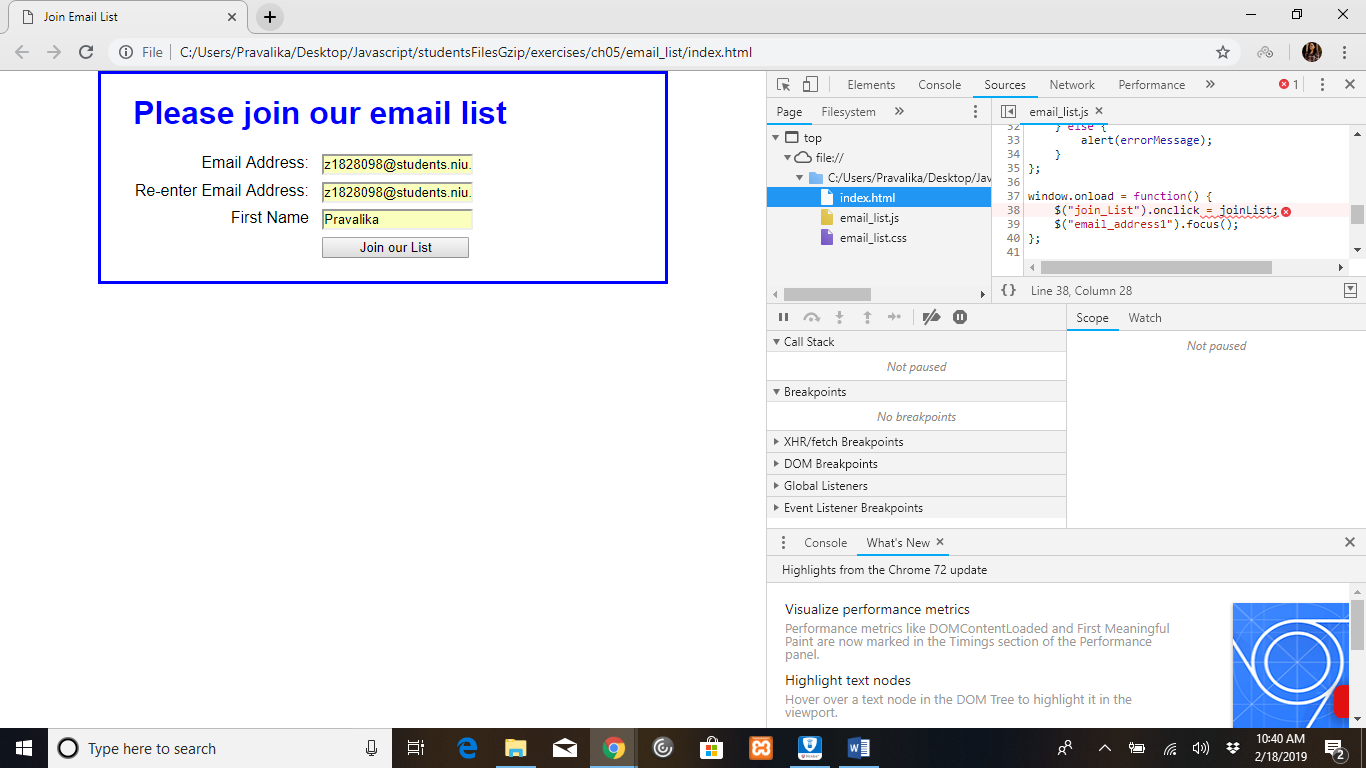 Join Email List
File
C:/Users/Pravalika/Desktop/Javascript/studentsFilesGzip/exercises/ch05/email_list/index.html
Please join our email list
Email Address: z1828098@students.niu.
Re-enter Email Address: z1828098@students.niu.
First Name Pravalika
Join our List
Elements Console Sources Network Performance » 1
Page Filesystem »
top
file://
C:/Users/Pravalika/Desktop/Jav
index.html
email_list.js
email_list.css
email_list.js
32 } else {
33 alert(errorMessage);
34 }
35 };
36
37 window.onload = function() {
38 $("join_List").onclick = joinList;
39 $("email_address1").focus();
40 };
41
{} Line 38, Column 28
Call Stack
Not paused
Breakpoints
No breakpoints
XHR/fetch Breakpoints
DOM Breakpoints
Global Listeners
Event Listener Breakpoints
Scope Watch
Not paused
Console What's New
Highlights from the Chrome 72 update
Visualize performance metrics
Performance metrics like DOMContentLoaded and First Meaningful
Paint are now marked in the Timings section of the Performance
panel.
Highlight text nodes
Hover over a text node in the DOM Tree to highlight it in the
viewport.
Type here to search
10:40 AM
2/18/2019
2